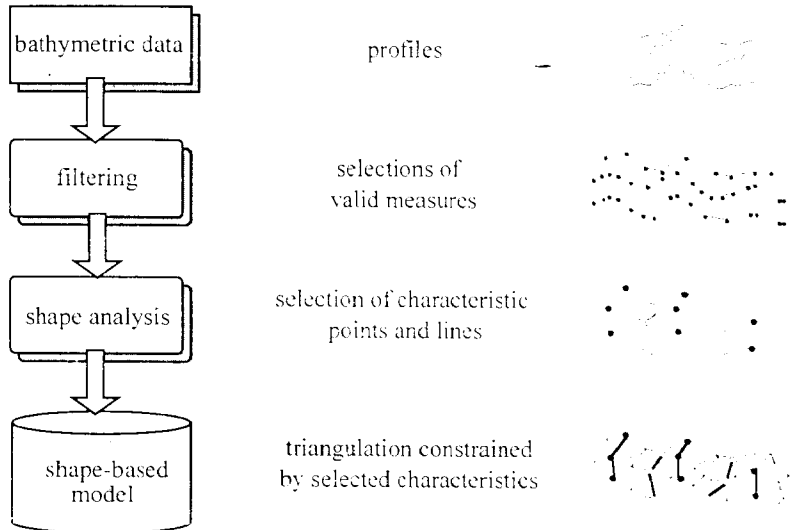 bathymetric data
profiles
filtering
selections of
valid measures
shape analysis
selection of characteristic
points and lines
shape-based
model
triangulation constrained
by selected characteristics